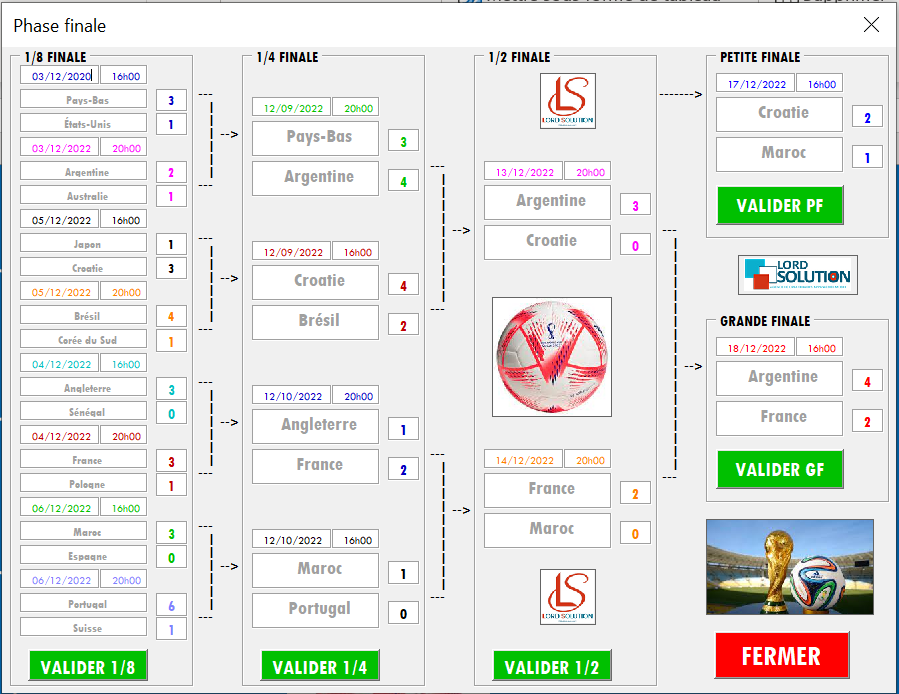 Phase finale
1/8 FINALE
03/12/2020 16h00
Pays-Bas 3
États-Unis 1
03/12/2022 20h00
Argentine 2
Australie 1
05/12/2022 16h00
Japon 1
Croatie 3
05/12/2022 20h00
Brésil 4
Corée du Sud 1
04/12/2022 16h00
Angleterre 3
Sénégal 0
04/12/2022 20h00
France 3
Pologne 1
06/12/2022 16h00
Maroc 3
Espagne 0
06/12/2022 20h00
Portugal 6
Suisse 1
VALIDER 1/8
1/4 FINALE
12/09/2022 20h00
Pays-Bas 3
Argentine 4
12/09/2022 16h00
Croatie 4
Brésil 2
12/10/2022 20h00
Angleterre 1
France 2
12/10/2022 16h00
Maroc 1
Portugal 0
VALIDER 1/4
1/2 FINALE
LS
LORD SOLUTION
13/12/2022 20h00
Argentine 3
Croatie 0
14/12/2022 20h00
France 2
Maroc 0
LS
LORD SOLUTION
VALIDER 1/2
PETITE FINALE
17/12/2022 16h00
Croatie 2
Maroc 1
VALIDER PF
LORD
SOLUTION
GRANDE FINALE
18/12/2022 16h00
Argentine 4
France 2
VALIDER GF
FERMER